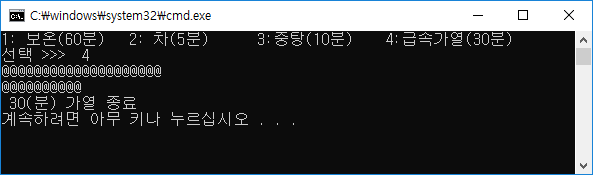 C:\windows\system32\cmd.exe
1: 보온(60분)   2: 차(5분)      3:중탕(10분)    4:급속가열(30분)
선택 >>>  4
@@@@@@@@@@@@@@@@@@@@
@@@@@@@@@@
 30(분) 가열 종료
계속하려면 아무 키나 누르십시오 . . .